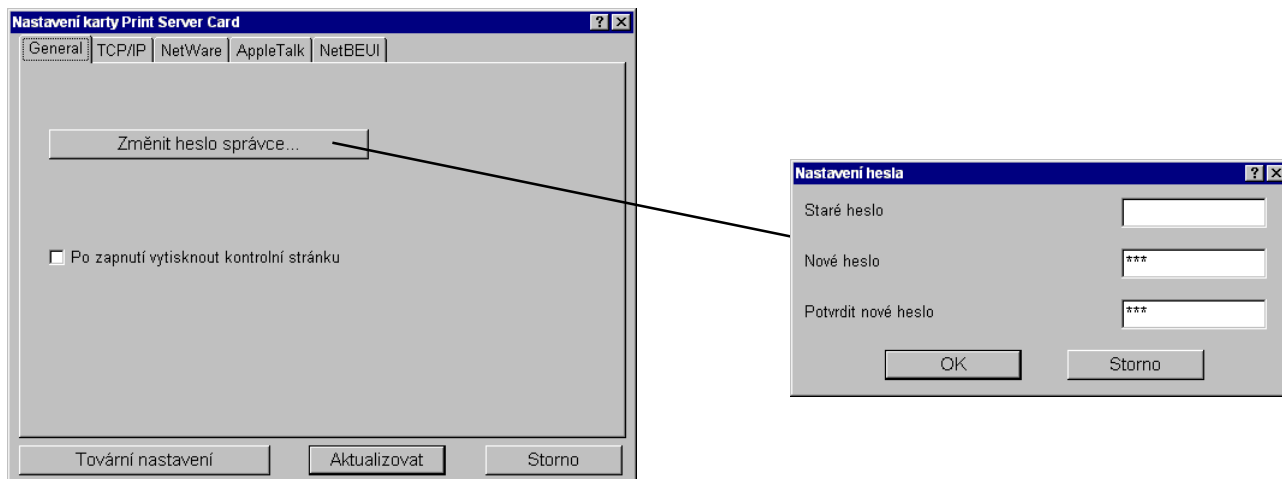 Nastavení karty Print Server Card
General TCP/IP NetWare AppleTalk NetBEUI
Změnit heslo správce...
Po zapnutí vytisknout kontrolní stránku
Tovární nastavení Aktualizovat Storno
Nastavení hesla
Staré heslo
Nové heslo ***
Potvrdit nové heslo ***
OK Storno